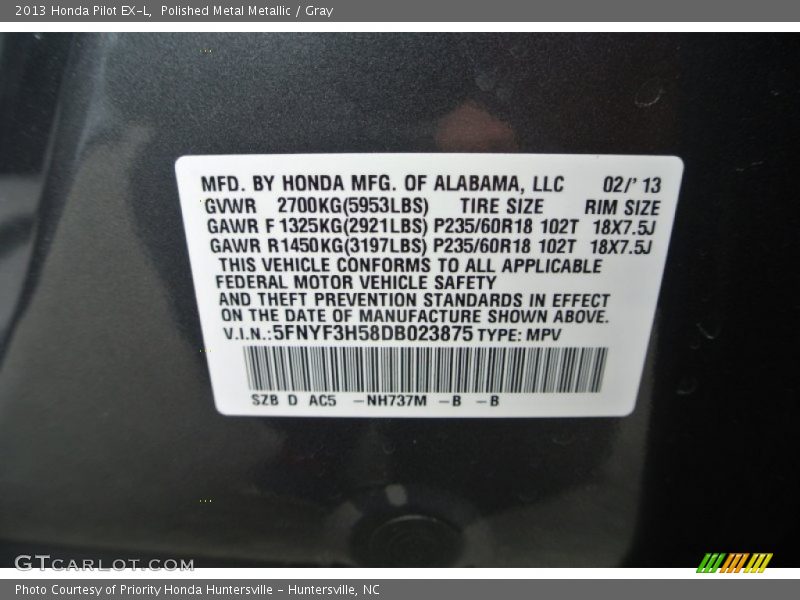 2013 Honda Pilot EX-L, Polished Metal Metallic / Gray
MFD. BY HONDA MFG. OF ALABAMA, LLC 02/' 13
GVWR 2700KG(5953LBS) TIRE SIZE RIM SIZE
GAWR F 1325KG(2921LBS) P235/60R18 102T 18X7.5J
GAWR R1450KG(3197LBS) P235/60R18 102T 18X7.5J
THIS VEHICLE CONFORMS TO ALL APPLICABLE
FEDERAL MOTOR VEHICLE SAFETY
AND THEFT PREVENTION STANDARDS IN EFFECT
ON THE DATE OF MANUFACTURE SHOWN ABOVE.
V.I.N.:5FNYF3H58DB023875 TYPE: MPV
SZB D AC5 -NH737M -B -B
GTCARLOT.COM
Photo Courtesy of Priority Honda Huntersville - Huntersville, NC